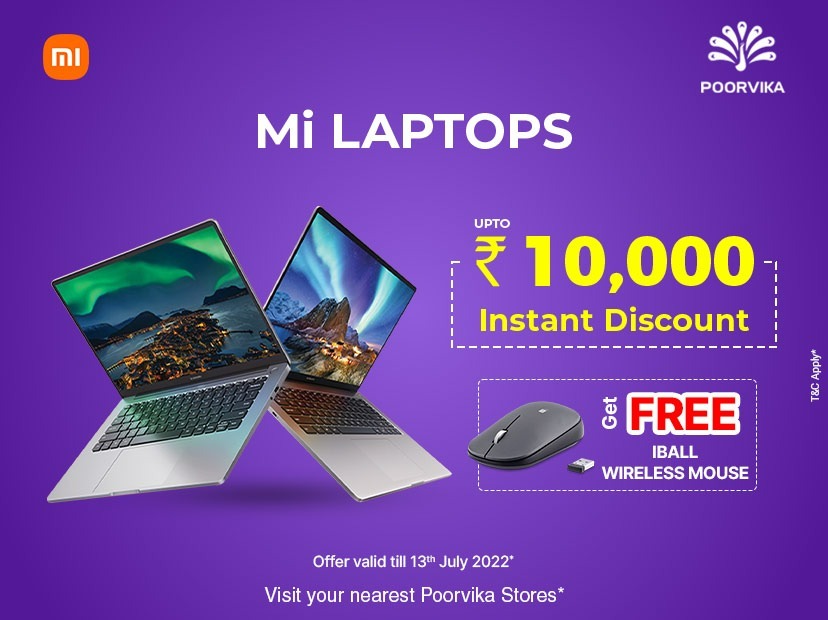 mi
POORVIKA
Mi LAPTOPS
UPTO
₹ 10,000
Instant Discount
Get FREE
IBALL
WIRELESS MOUSE
T&C Apply*
Offer valid till 13th July 2022*
Visit your nearest Poorvika Stores*